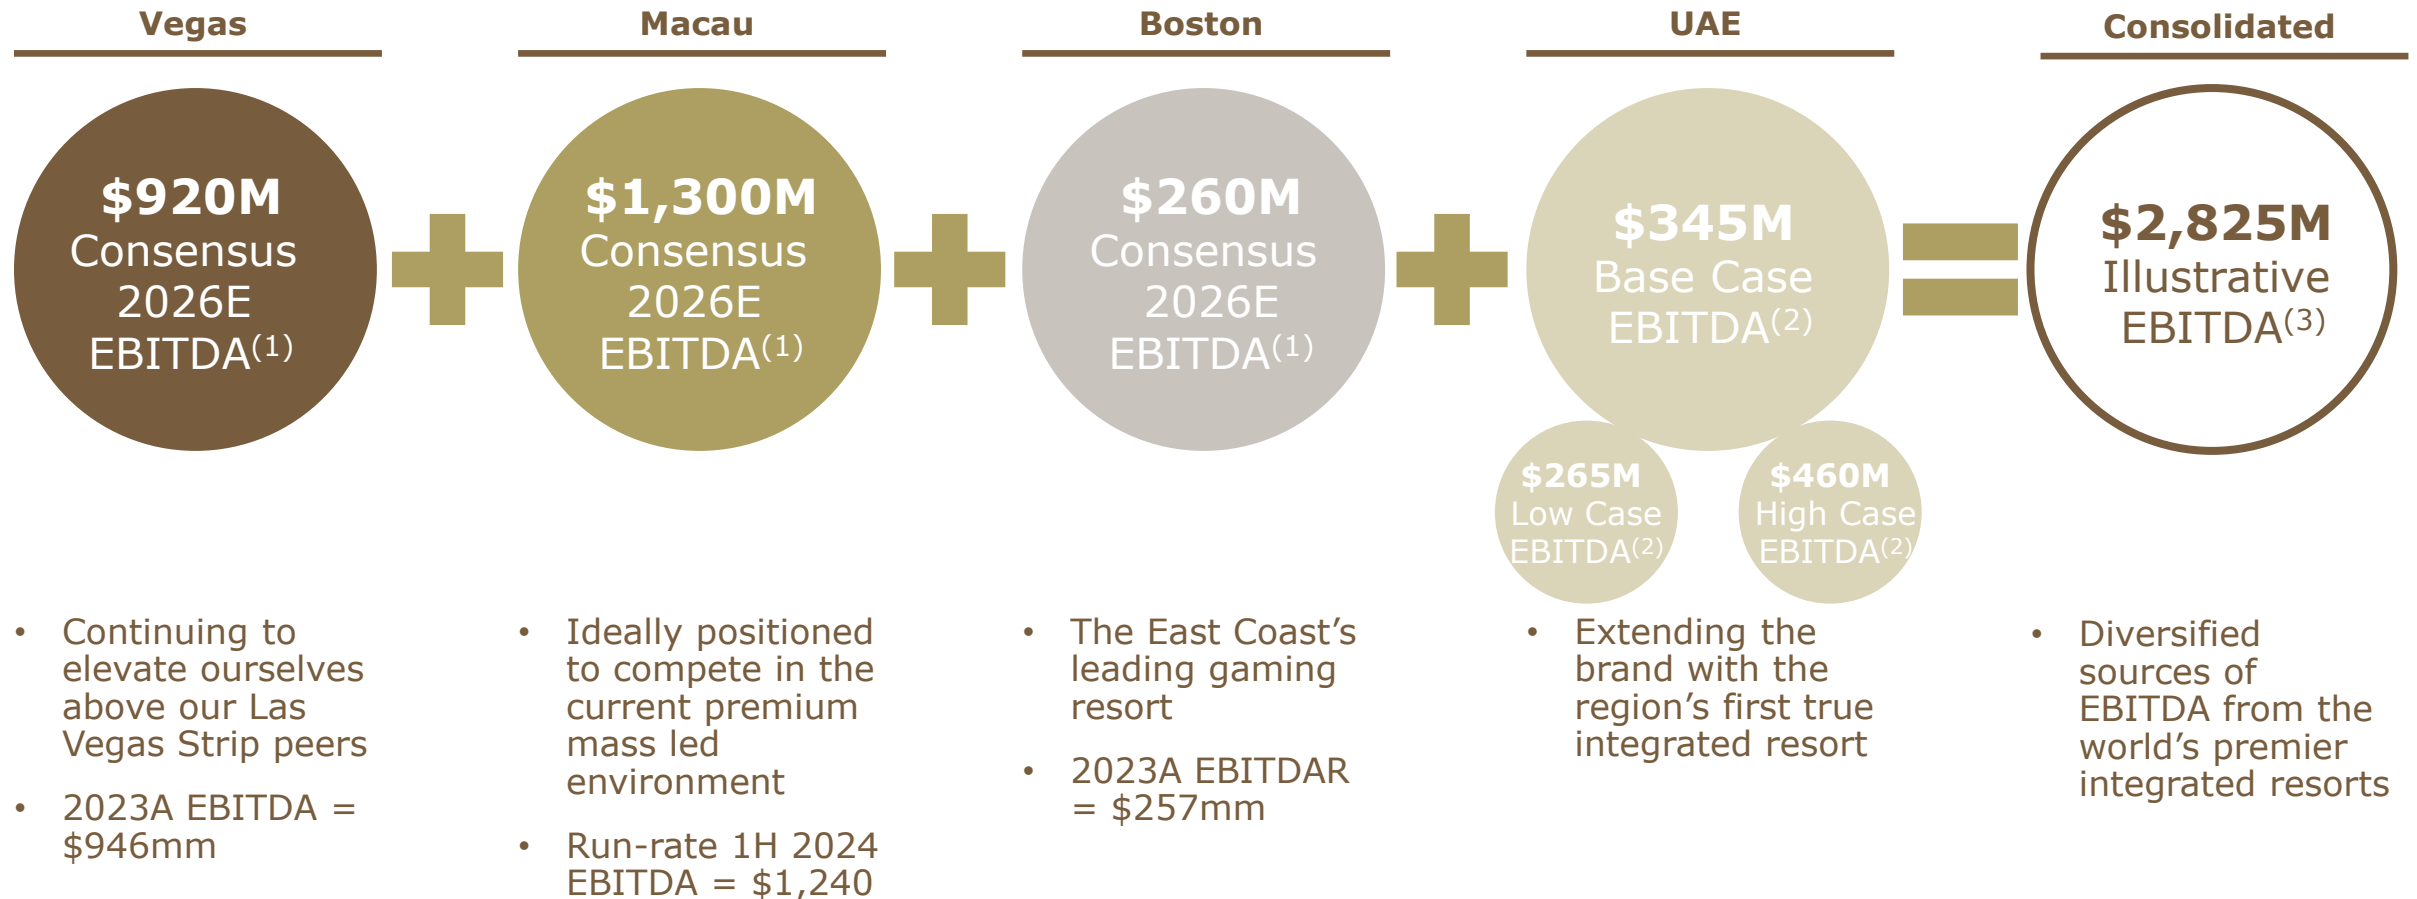 Vegas
$920M
Consensus
2026E
EBITDA(1)
• Continuing to
elevate ourselves
above our Las
Vegas Strip peers
• 2023A EBITDA =
$946mm
Macau
$1,300M
Consensus
2026E
EBITDA(1)
• Ideally positioned
to compete in the
current premium
mass led
environment
• Run-rate 1H 2024
EBITDA = $1,240
Boston
$260M
Consensus
2026E
EBITDA(1)
• The East Coast’s
leading gaming
resort
• 2023A EBITDAR
= $257mm
UAE
$345M
Base Case
EBITDA(2)
$265M
Low Case
EBITDA(2)
$460M
High Case
EBITDA(2)
• Extending the
brand with the
region’s first true
integrated resort
Consolidated
$2,825M
Illustrative
EBITDA(3)
• Diversified
sources of
EBITDA from the
world’s premier
integrated resorts